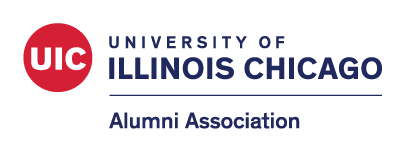 UIC
UNIVERSITY OF
ILLINOIS CHICAGO
Alumni Association